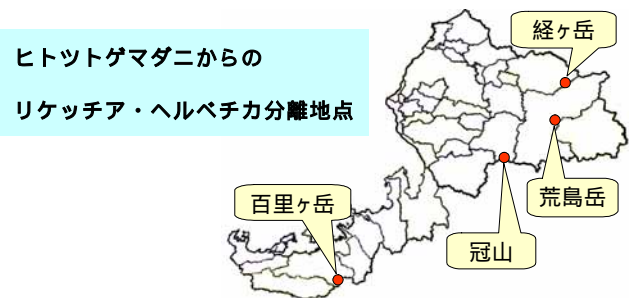 ヒトツトゲマダニからの
リケッチア・ヘルベチカ分離地点
経ヶ岳
荒島岳
冠山
百里ヶ岳